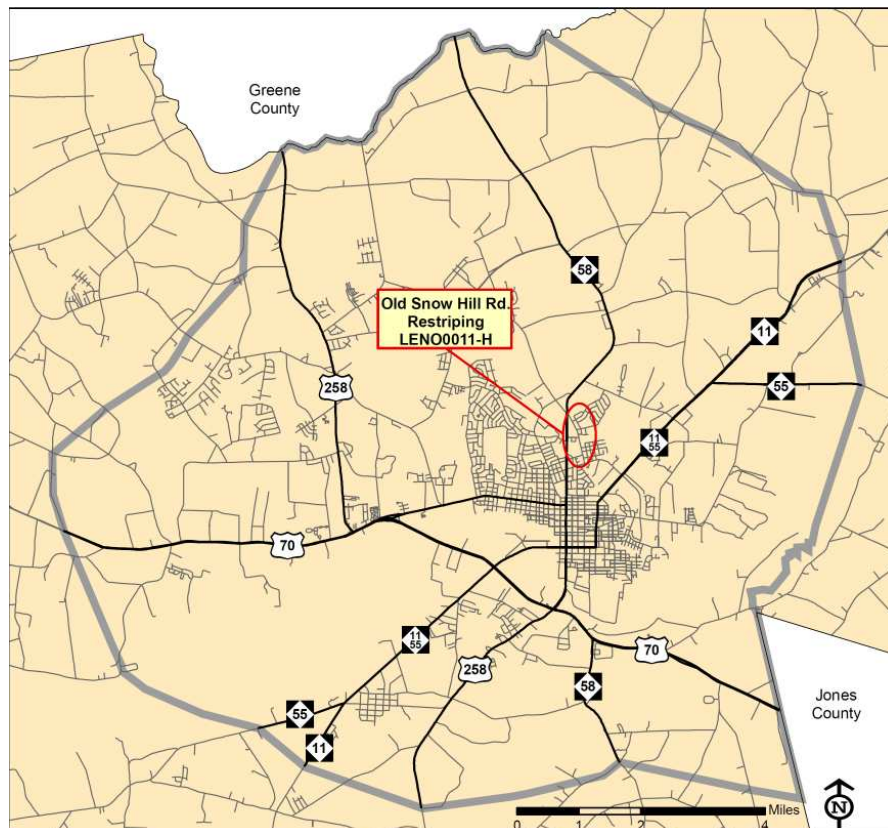 Greene
County
58
Old Snow Hill Rd.
Restriping
LENO0011-H
11
258
55
11
55
70
11
55
258
70
58
55
11
Jones
County
Miles
0 1 2 4
N